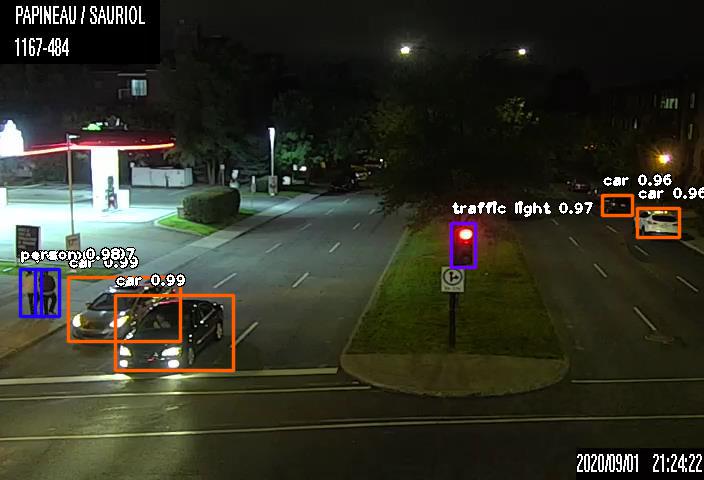 PAPINEAU / SAURIOL
1167-484
car 0.96
car 0.96
traffic light 0.97
person 0.98
car 0.99
car 0.99
2020/09/01 21:24:22